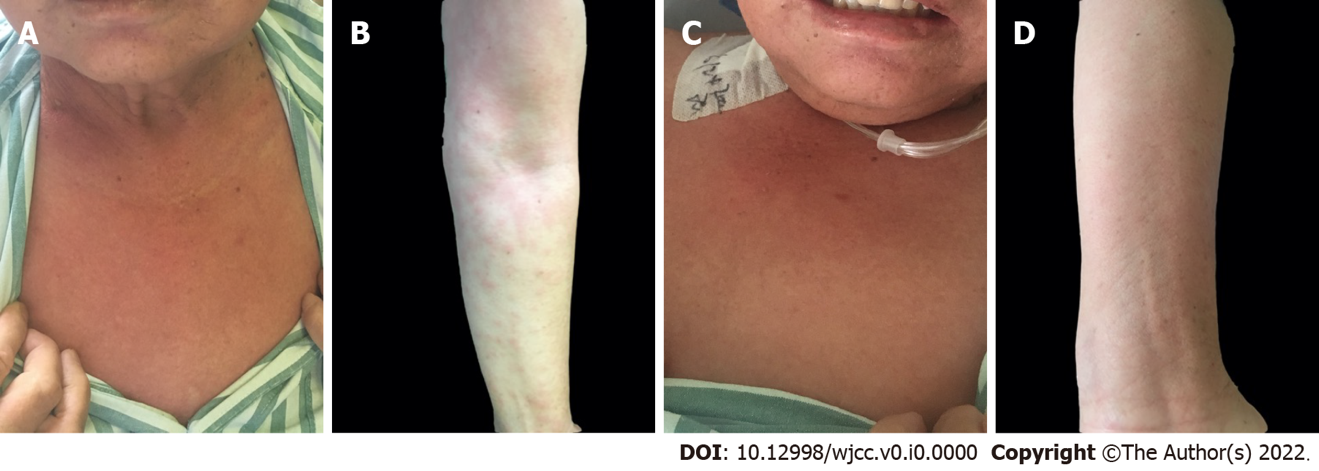 A
B
C
D
DOI: 10.12998/wjcc.v0.i0.0000 Copyright ©The Author(s) 2022.